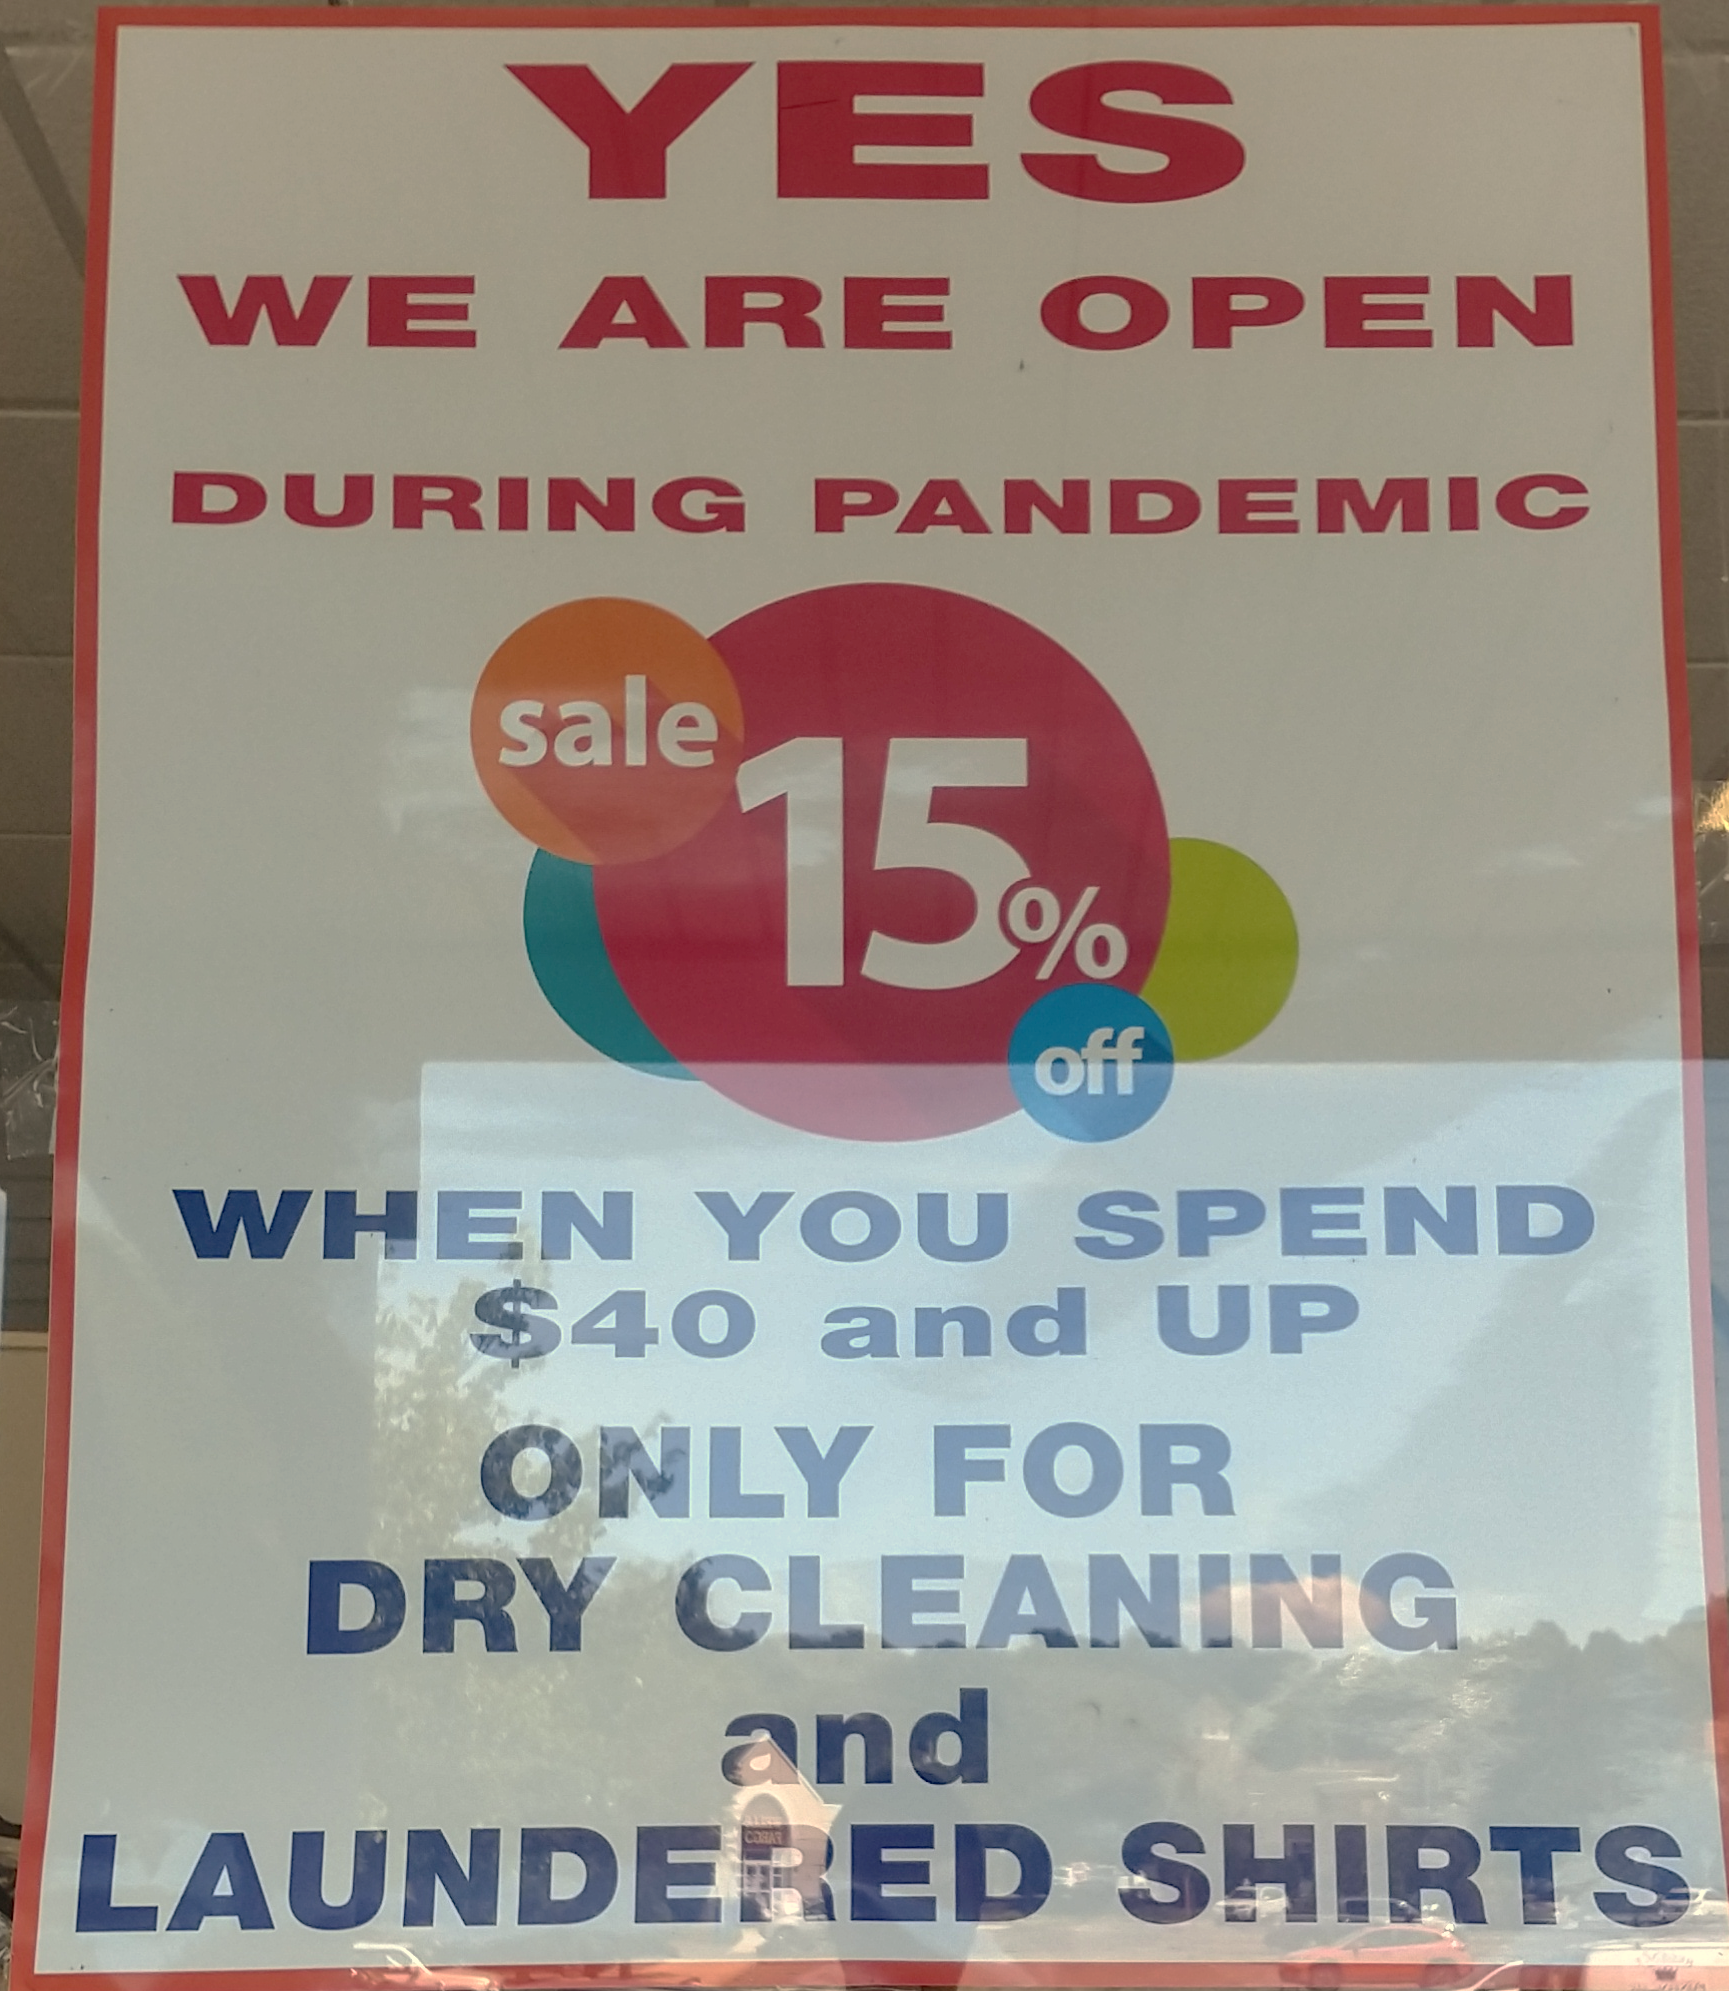 YES
WE ARE OPEN
DURING PANDEMIC
sale
15%
off
WHEN YOU SPEND
$40 and UP
ONLY FOR
DRY CLEANING
and
LAUNDERED SHIRTS